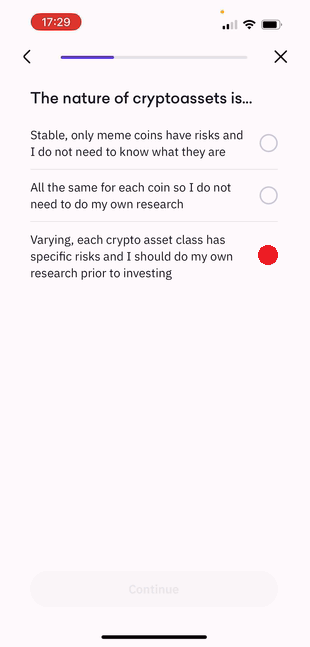 17:29
The nature of cryptoassets is...
Stable, only meme coins have risks and
I do not need to know what they are
All the same for each coin so I do not
need to do my own research
Varying, each crypto asset class has
specific risks and I should do my own
research prior to investing
Continue